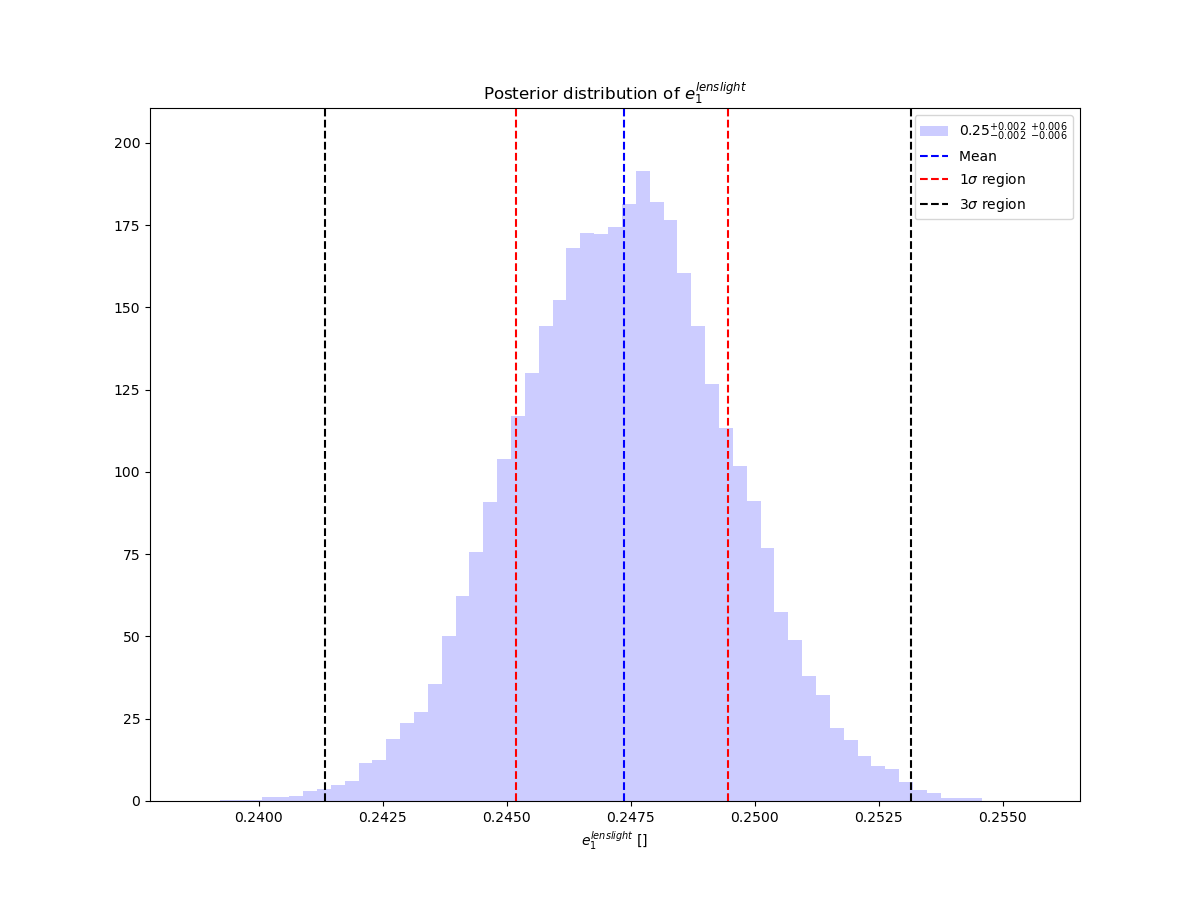 Posterior distribution of $e_1^{lenslight}$
200
175
150
125
100
75
50
25
0
$0.25^{+0.002\ +0.006}_{-0.002\ -0.006}$
Mean
1σ region
3σ region
0.2400 0.2425 0.2450 0.2475 0.2500 0.2525 0.2550
$e_1^{lenslight}$ []